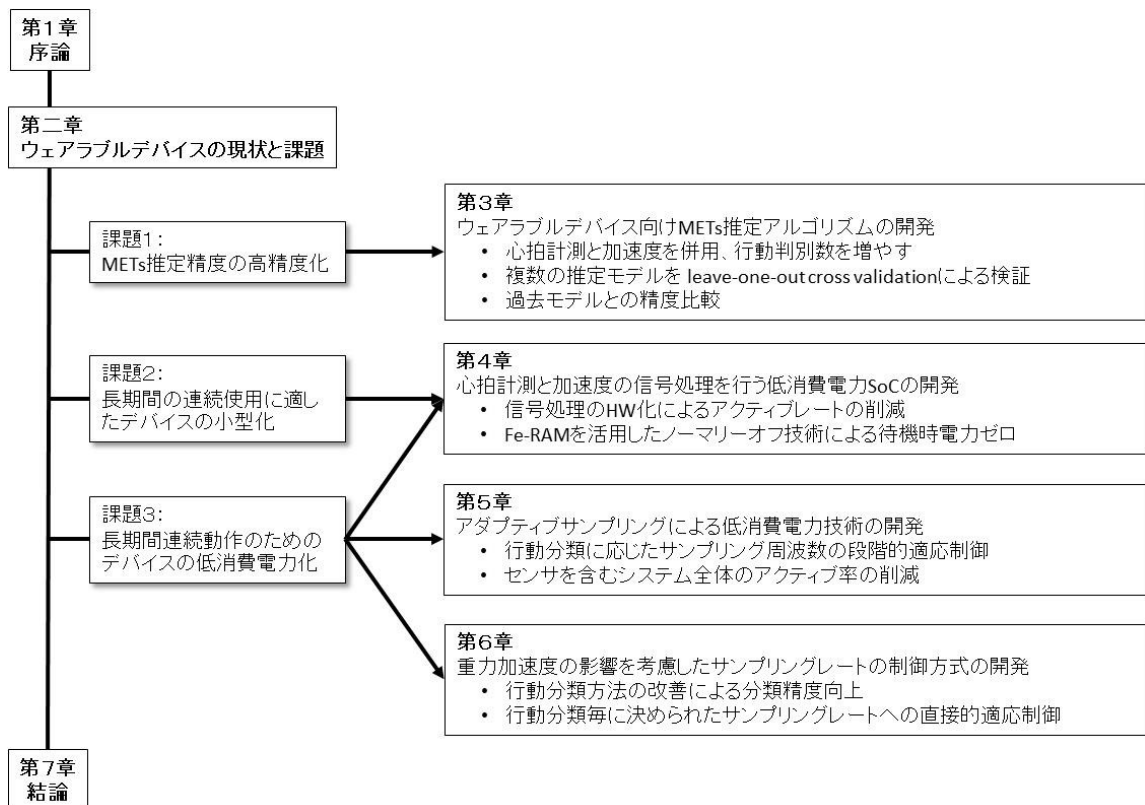 第1章
序論
第二章
ウェアラブルデバイスの現状と課題
課題1：
METs推定精度の高精度化
第3章
ウェアラブルデバイス向けMETs推定アルゴリズムの開発
• 心拍計測と加速度を併用、行動判別数を増やす
• 複数の推定モデルを leave-one-out cross validationによる検証
• 過去モデルとの精度比較
課題2：
長期間の連続使用に適し
たデバイスの小型化
第4章
心拍計測と加速度の信号処理を行う低消費電力SoCの開発
• 信号処理のHW化によるアクティブレートの削減
• Fe-RAMを活用したノーマリーオフ技術による待機時電力ゼロ
課題3：
長期間連続動作のための
デバイスの低消費電力化
第5章
アダプティブサンプリングによる低消費電力技術の開発
• 行動分類に応じたサンプリング周波数の段階的適応制御
• センサを含むシステム全体のアクティブ率の削減
第6章
重力加速度の影響を考慮したサンプリングレートの制御方式の開発
• 行動分類方法の改善による分類精度向上
• 行動分類毎に決められたサンプリングレートへの直接的適応制御
第7章
結論